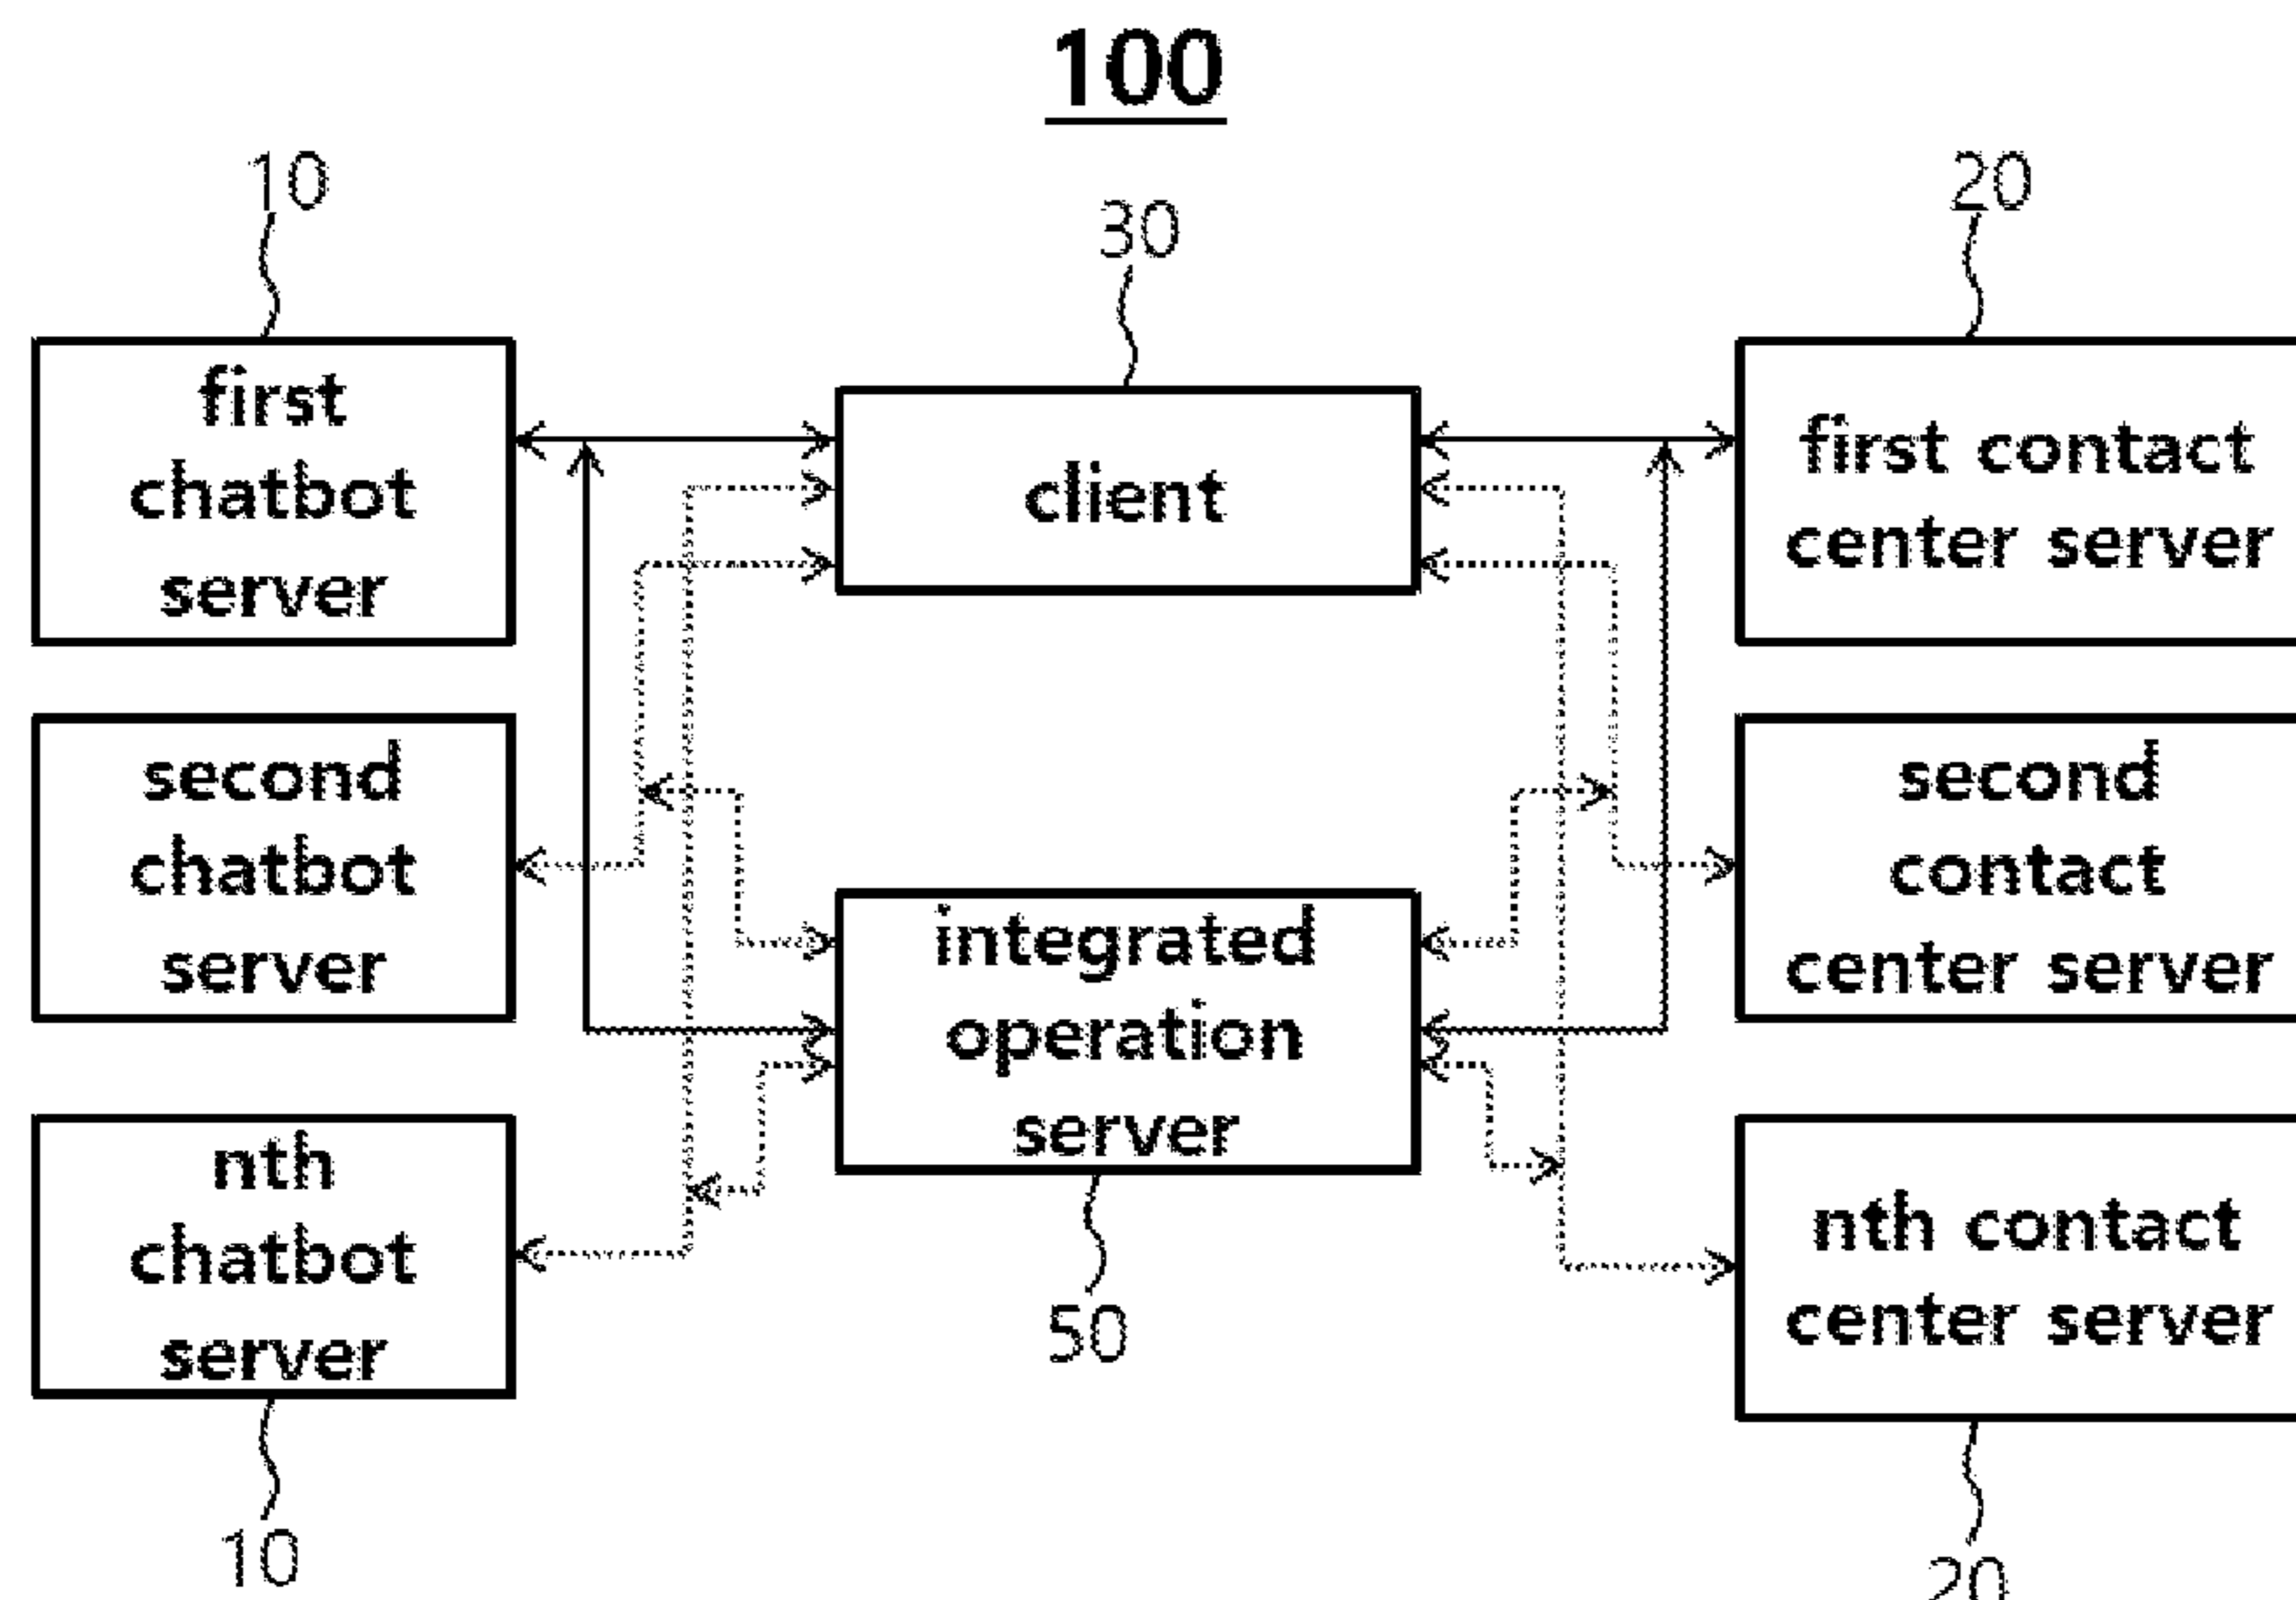 100
10
30
20
first
chatbot
server
client
first contact
center server
second
chatbot
server
integrated
operation
server
second
contact
center server
nth
chatbot
server
nth contact
center server
50
10
20